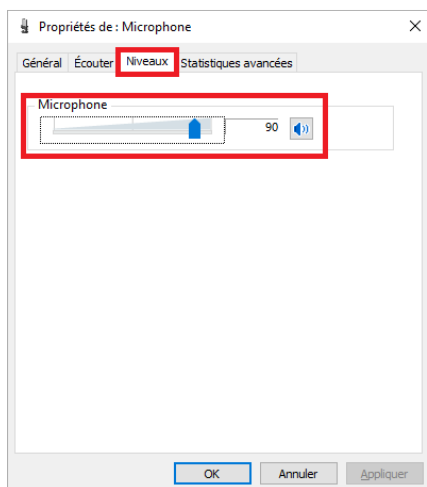 Propriétés de : Microphone
Général Écouter Niveaux Statistiques avancées
Microphone
90
OK Annuler Appliquer